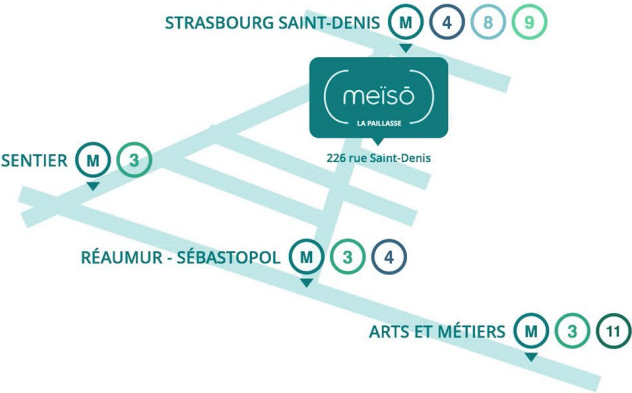 STRASBOURG SAINT-DENIS M 4 8 9
meïsō
LA PAILLASSE
226 rue Saint-Denis
SENTIER M 3
RÉAUMUR - SÉBASTOPOL M 3 4
ARTS ET MÉTIERS M 3 11